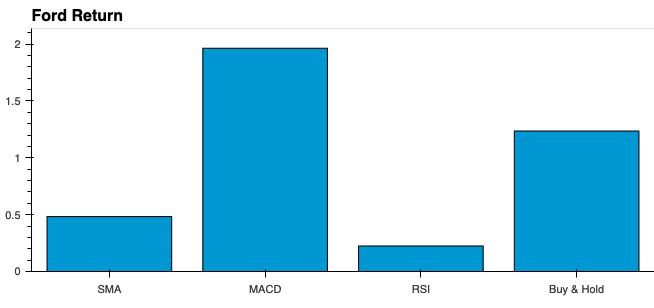 Ford Return
2
1.5
1
0.5
0
SMA
MACD
RSI
Buy & Hold